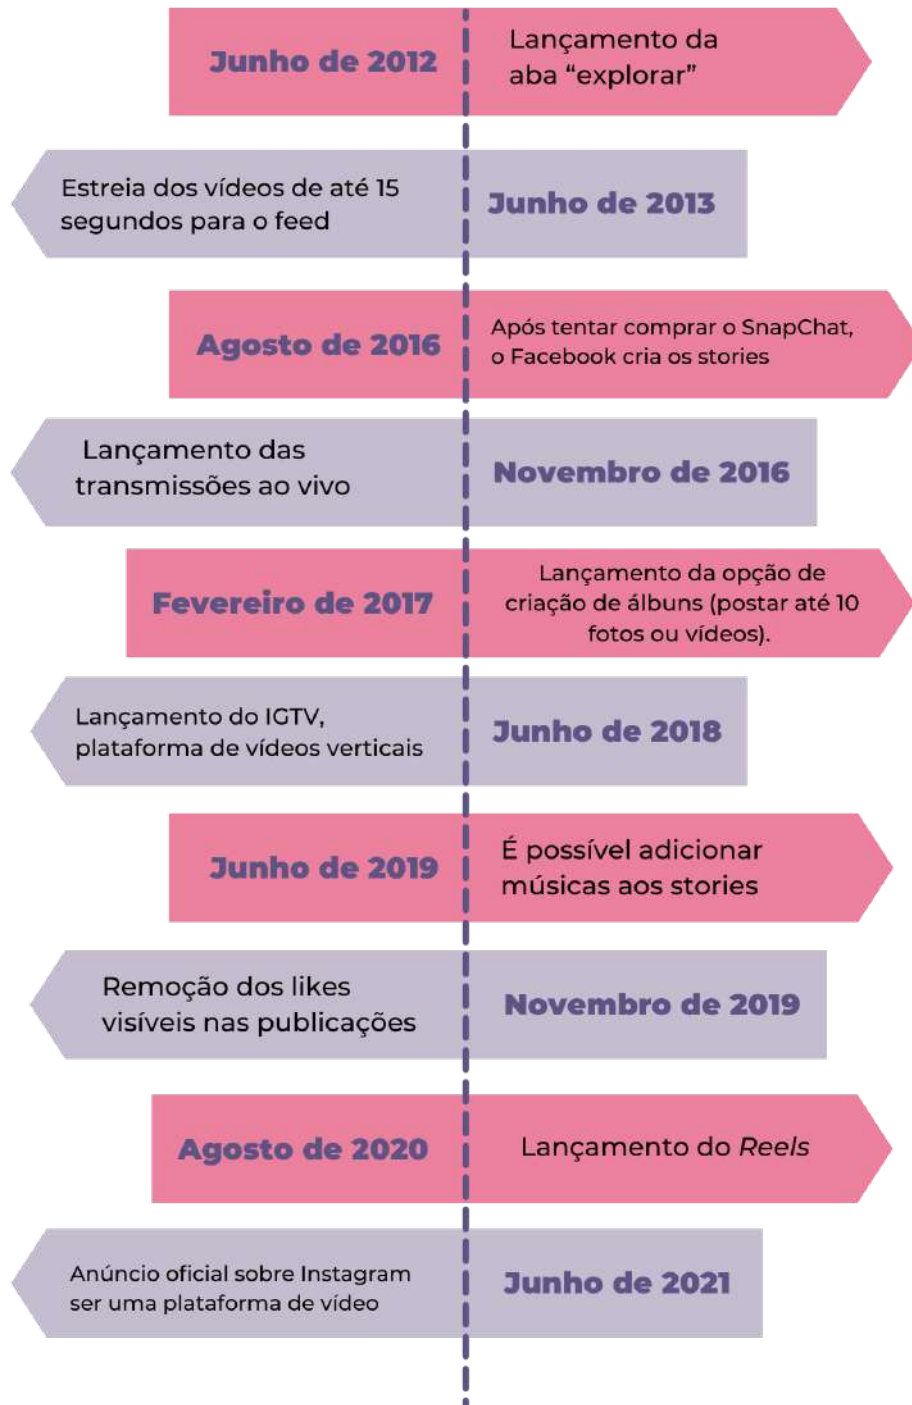 Junho de 2012
Lançamento da
aba “explorar”
Estreia dos vídeos de até 15
segundos para o feed
Junho de 2013
Agosto de 2016
Após tentar comprar o SnapChat,
o Facebook cria os stories
Lançamento das
transmissões ao vivo
Novembro de 2016
Fevereiro de 2017
Lançamento da opção de
criação de álbuns (postar até 10
fotos ou vídeos).
Lançamento do IGTV,
plataforma de vídeos verticais
Junho de 2018
Junho de 2019
É possível adicionar
músicas aos stories
Remoção dos likes
visíveis nas publicações
Novembro de 2019
Agosto de 2020
Lançamento do Reels
Anúncio oficial sobre Instagram
ser uma plataforma de vídeo
Junho de 2021